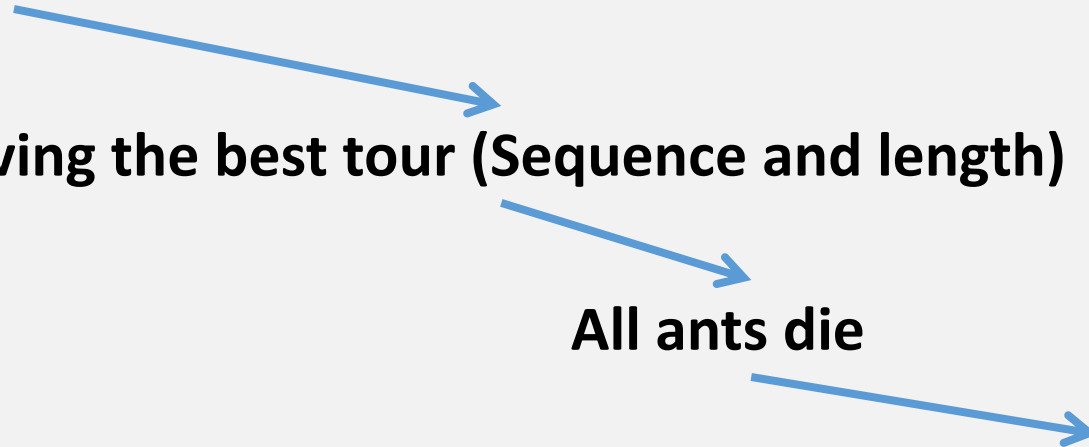 ving the best tour (Sequence and length)
All ants die